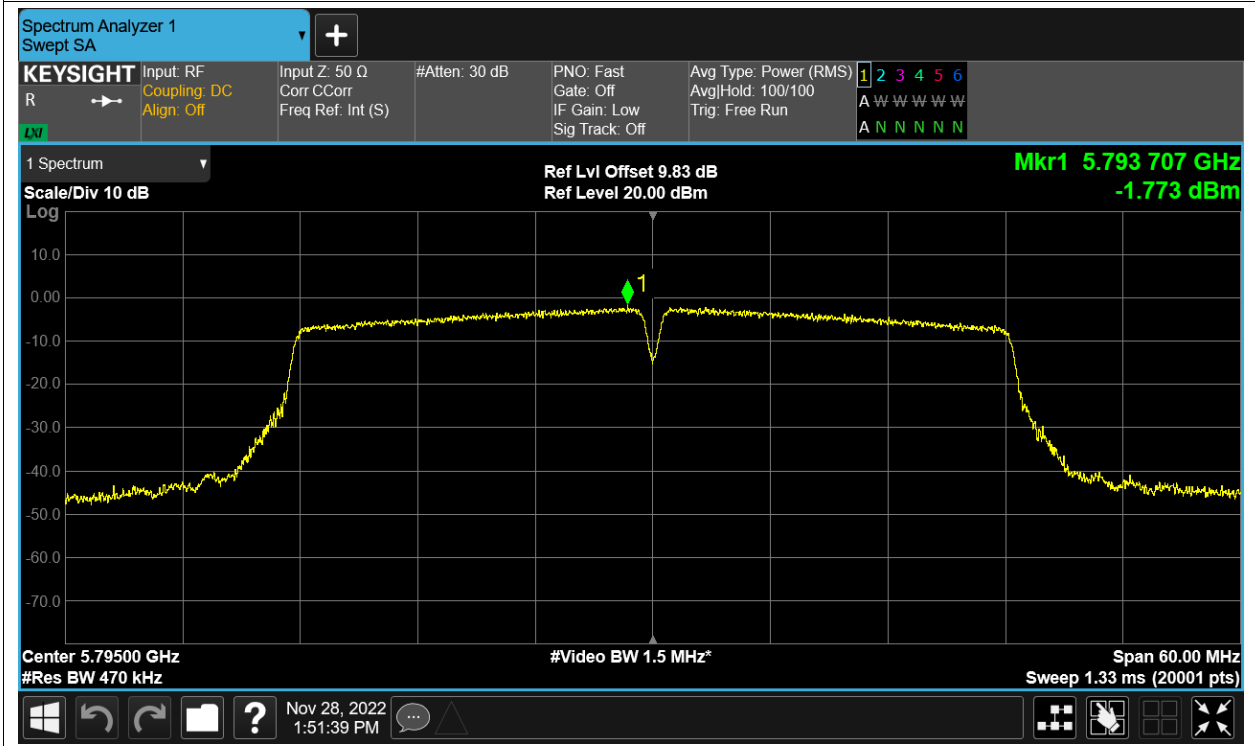 Spectrum Analyzer 1
Swept SA
▼
+
KEYSIGHT
R
LXI
Input: RF
Coupling: DC
Align: Off
Input Z: 50 Ω
Corr CCorr
Freq Ref: Int (S)
#Atten: 30 dB
PNO: Fast
Gate: Off
IF Gain: Low
Sig Track: Off
Avg Type: Power (RMS)
Avg|Hold: 100/100
Trig: Free Run
1 2 3 4 5 6
A W W W W W
A N N N N N
1 Spectrum ▼
Scale/Div 10 dB
Log
Ref Lvl Offset 9.83 dB
Ref Level 20.00 dBm
Mkr1 5.793 707 GHz
-1.773 dBm
10.0
0.00
1
-10.0
-20.0
-30.0
-40.0
-50.0
-60.0
-70.0
Center 5.79500 GHz
#Res BW 470 kHz
#Video BW 1.5 MHz*
Span 60.00 MHz
Sweep 1.33 ms (20001 pts)
?
Nov 28, 2022
1:51:39 PM